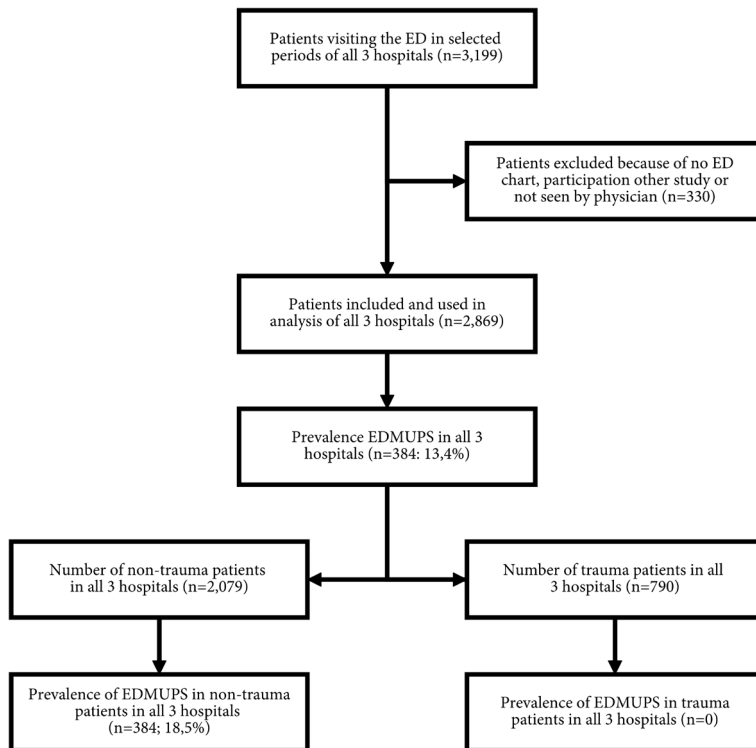 Patients visiting the ED in selected
periods of all 3 hospitals (n=3,199)
Patients excluded because of no ED
chart, participation other study or
not seen by physician (n=330)
Patients included and used in
analysis of all 3 hospitals (n=2,869)
Prevalence EDMUPS in all 3
hospitals (n=384: 13,4%)
Number of non-trauma patients
in all 3 hospitals (n=2,079)
Number of trauma patients in all
3 hospitals (n=790)
Prevalence of EDMUPS in non-trauma
patients in all 3 hospitals
(n=384; 18,5%)
Prevalence of EDMUPS in trauma
patients in all 3 hospitals (n=0)